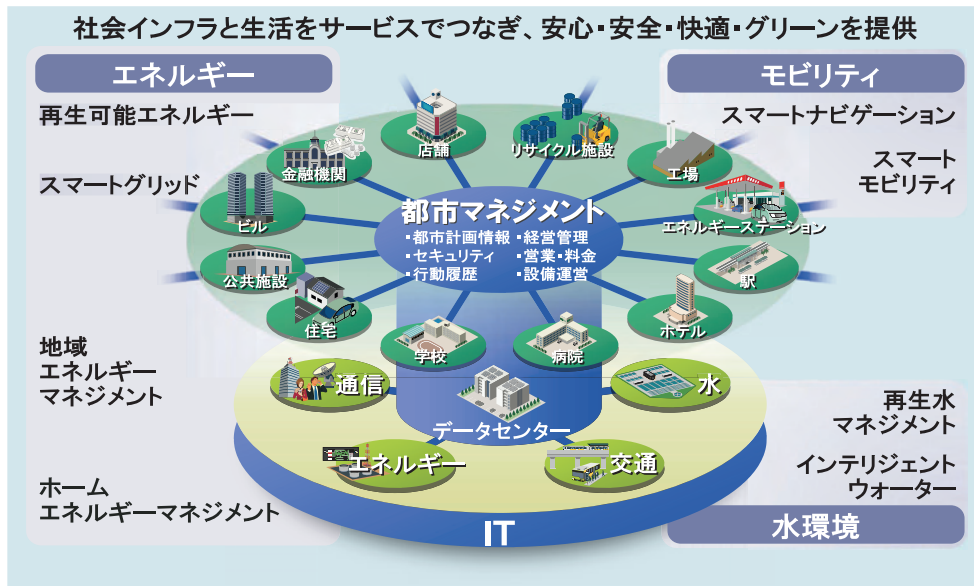 社会インフラと生活をサービスでつなぎ、安心・安全・快適・グリーンを提供
エネルギー
再生可能エネルギー
スマートグリッド
地域
エネルギー
マネジメント
ホーム
エネルギーマネジメント
モビリティ
スマートナビゲーション
スマート
モビリティ
店舗
リサイクル施設
金融機関
工場
ビル
エネルギーステーション
公共施設
駅
住宅
ホテル
学校
病院
都市マネジメント
・都市計画情報 ・経営管理
・セキュリティ ・営業・料金
・行動履歴 ・設備運営
通信
水
データセンター
エネルギー
交通
IT
再生水
マネジメント
インテリジェント
ウォーター
水環境